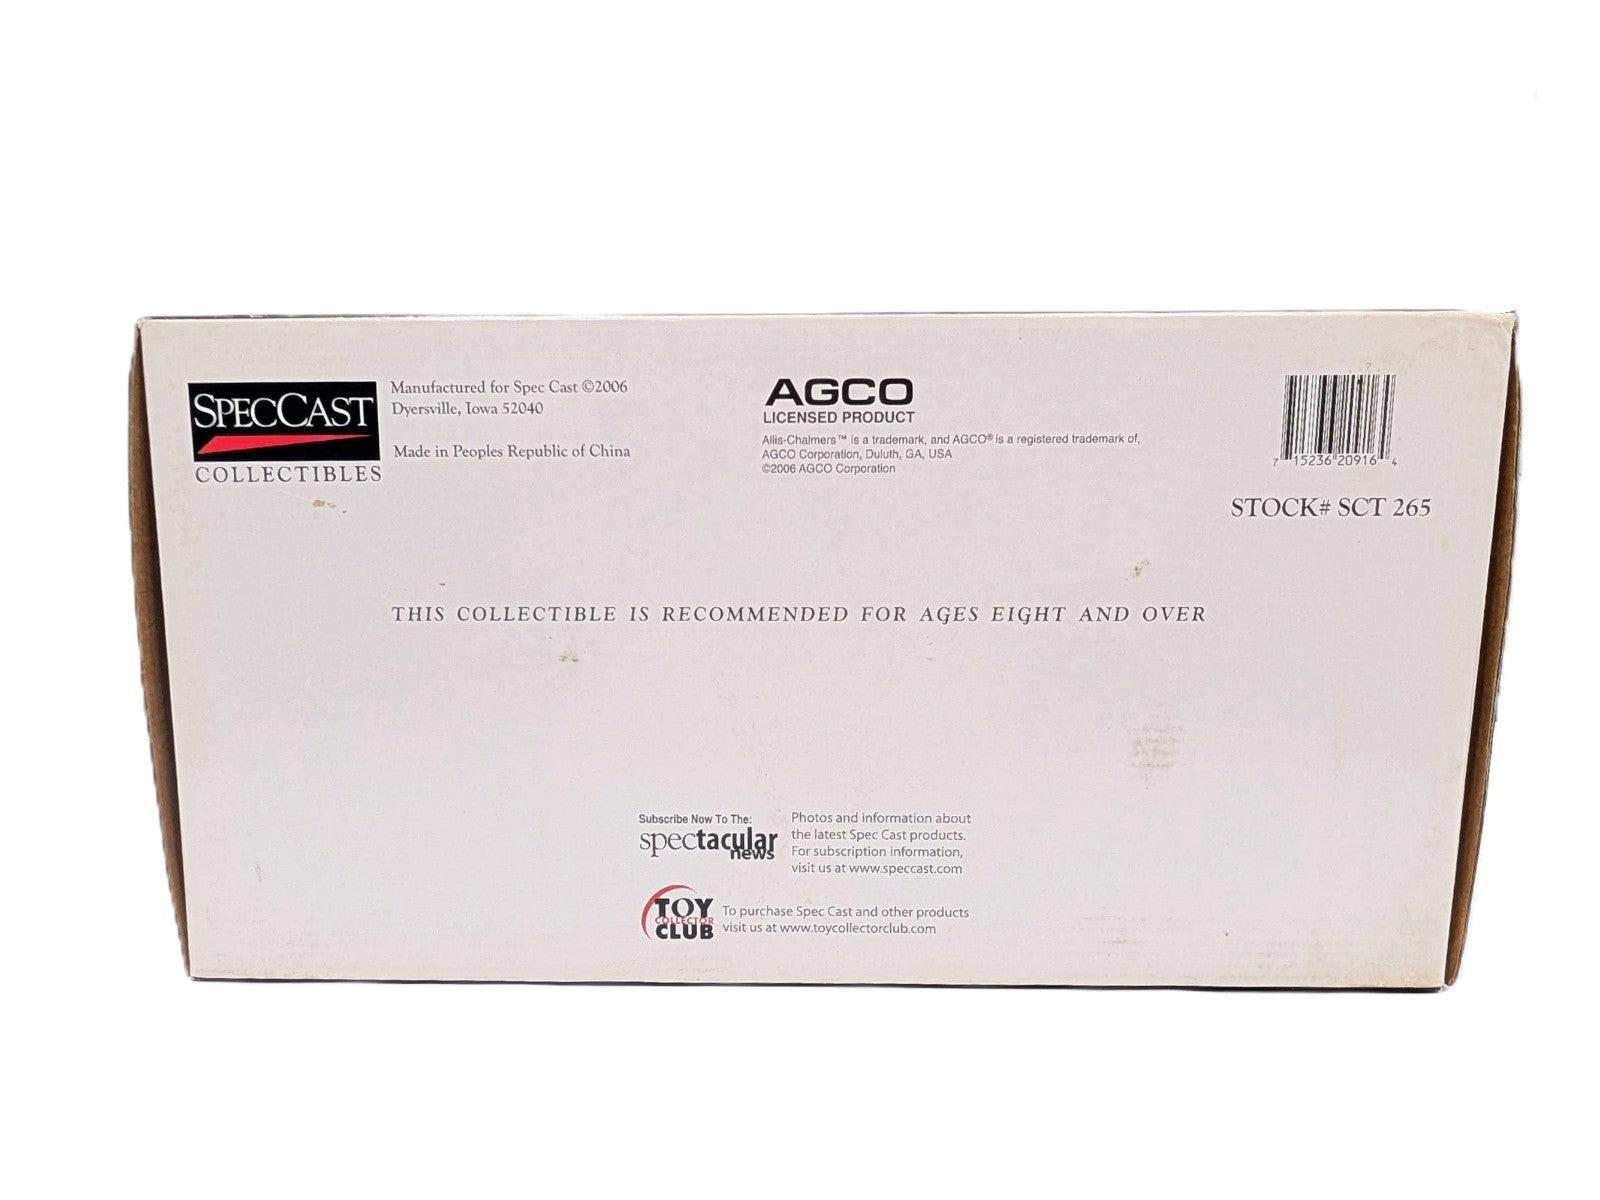 SPECCAST
COLLECTIBLES
Manufactured for Spec Cast ©2006
Dyersville, Iowa 52040
Made in Peoples Republic of China
AGCO
LICENSED PRODUCT
Allis-Chalmers™ is a trademark, and AGCO® is a registered trademark of,
AGCO Corporation, Duluth, GA, USA
©2006 AGCO Corporation
7 15236 20916 4
STOCK# SCT 265
THIS COLLECTIBLE IS RECOMMENDED FOR AGES EIGHT AND OVER
Subscribe Now To The:
spectacular
news
Photos and information about
the latest Spec Cast products.
For subscription information,
visit us at www.speccast.com
TOY
COLLECTOR
CLUB
To purchase Spec Cast and other products
visit us at www.toycollectorclub.com